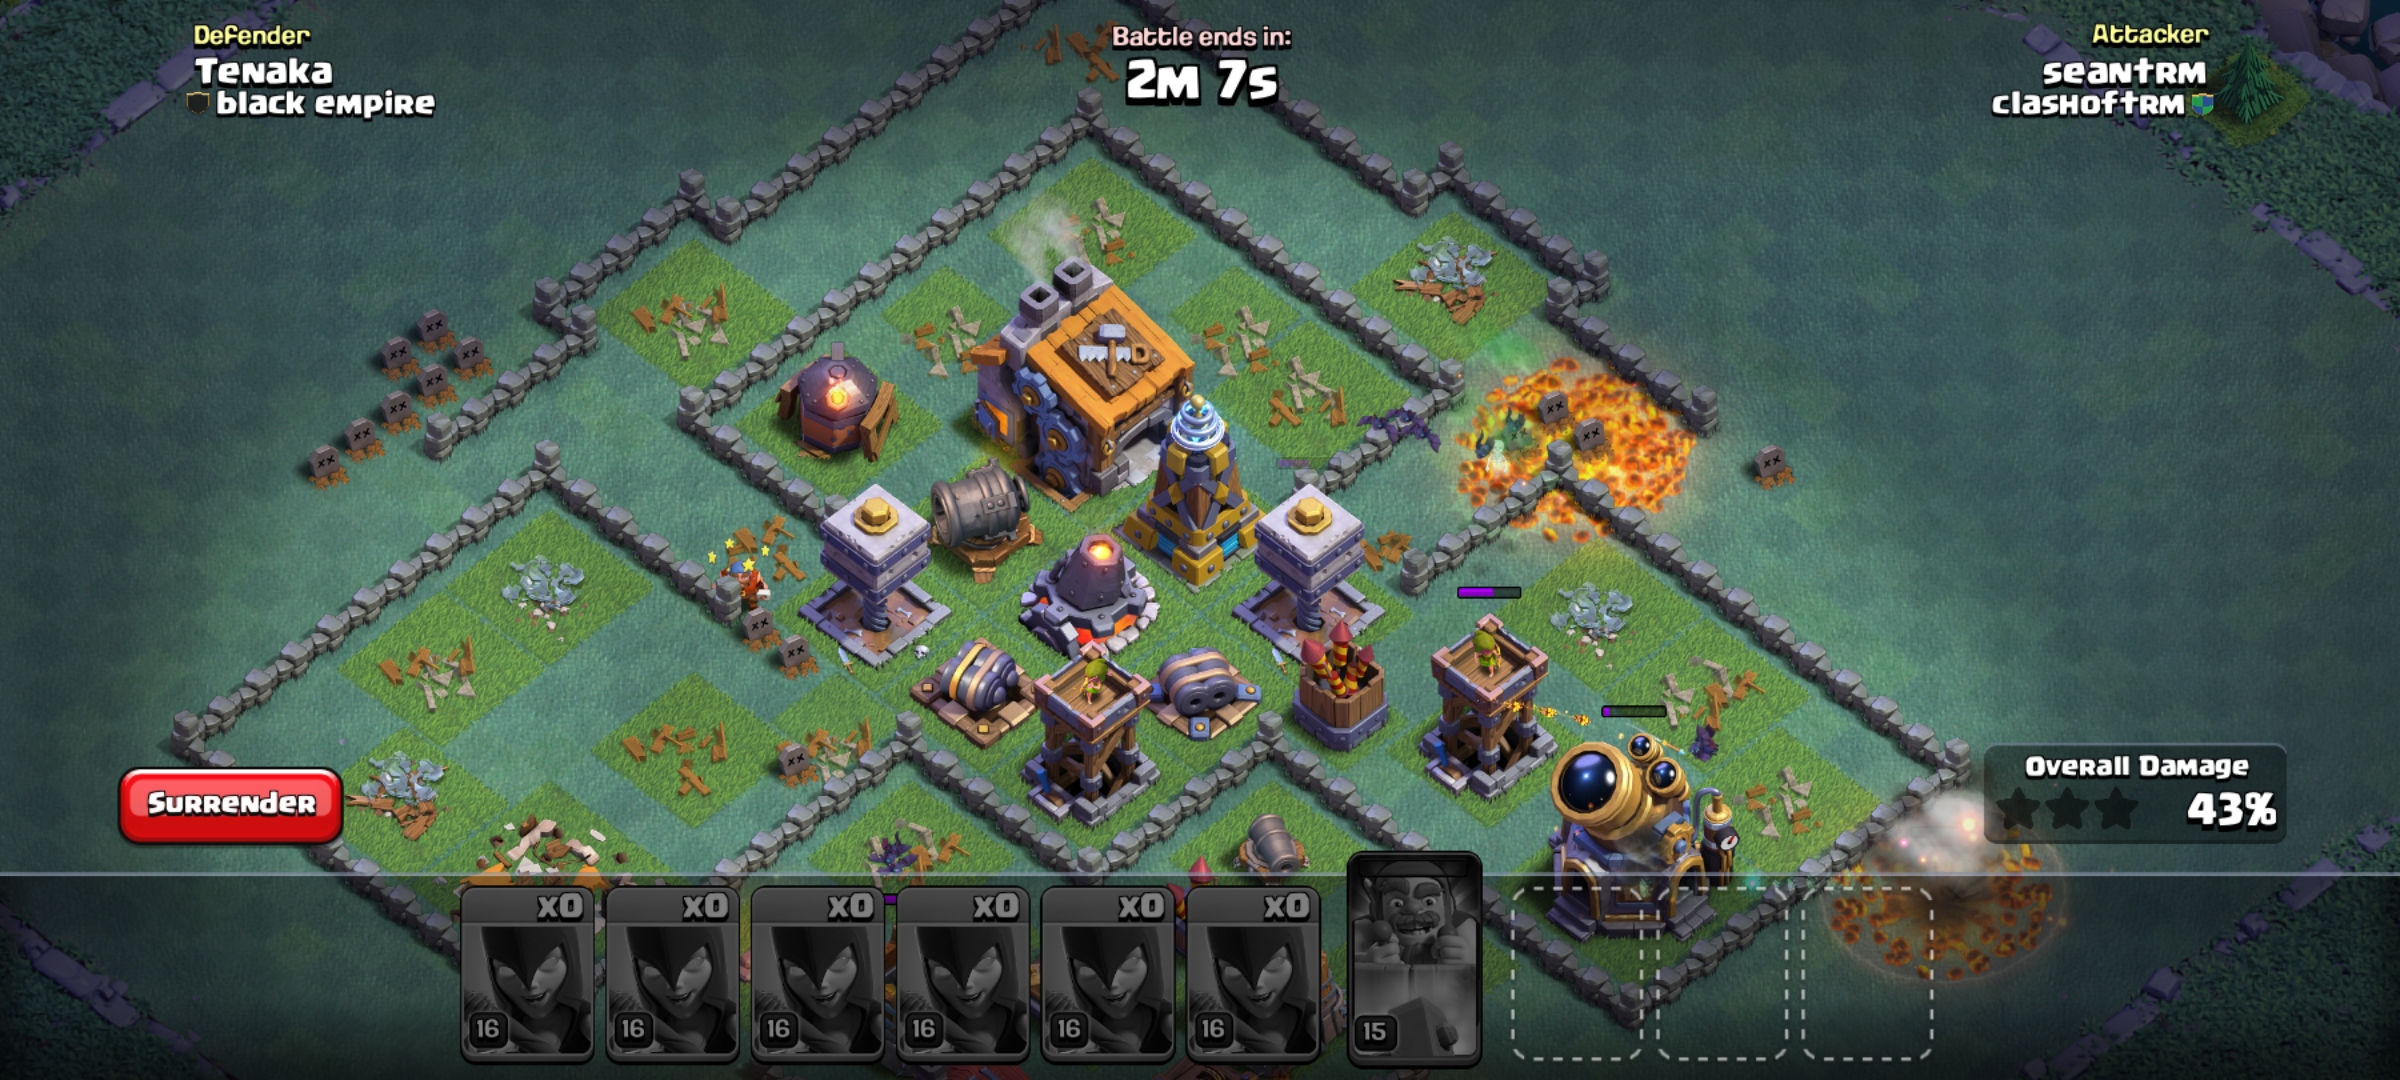 Defender
Tenaka
black empire
Battle ends in:
2m 7s
Attacker
seantrm
clashoftrm
Surrender
Overall Damage
43%
x0
x0
x0
x0
x0
x0
16
16
16
16
16
16
15